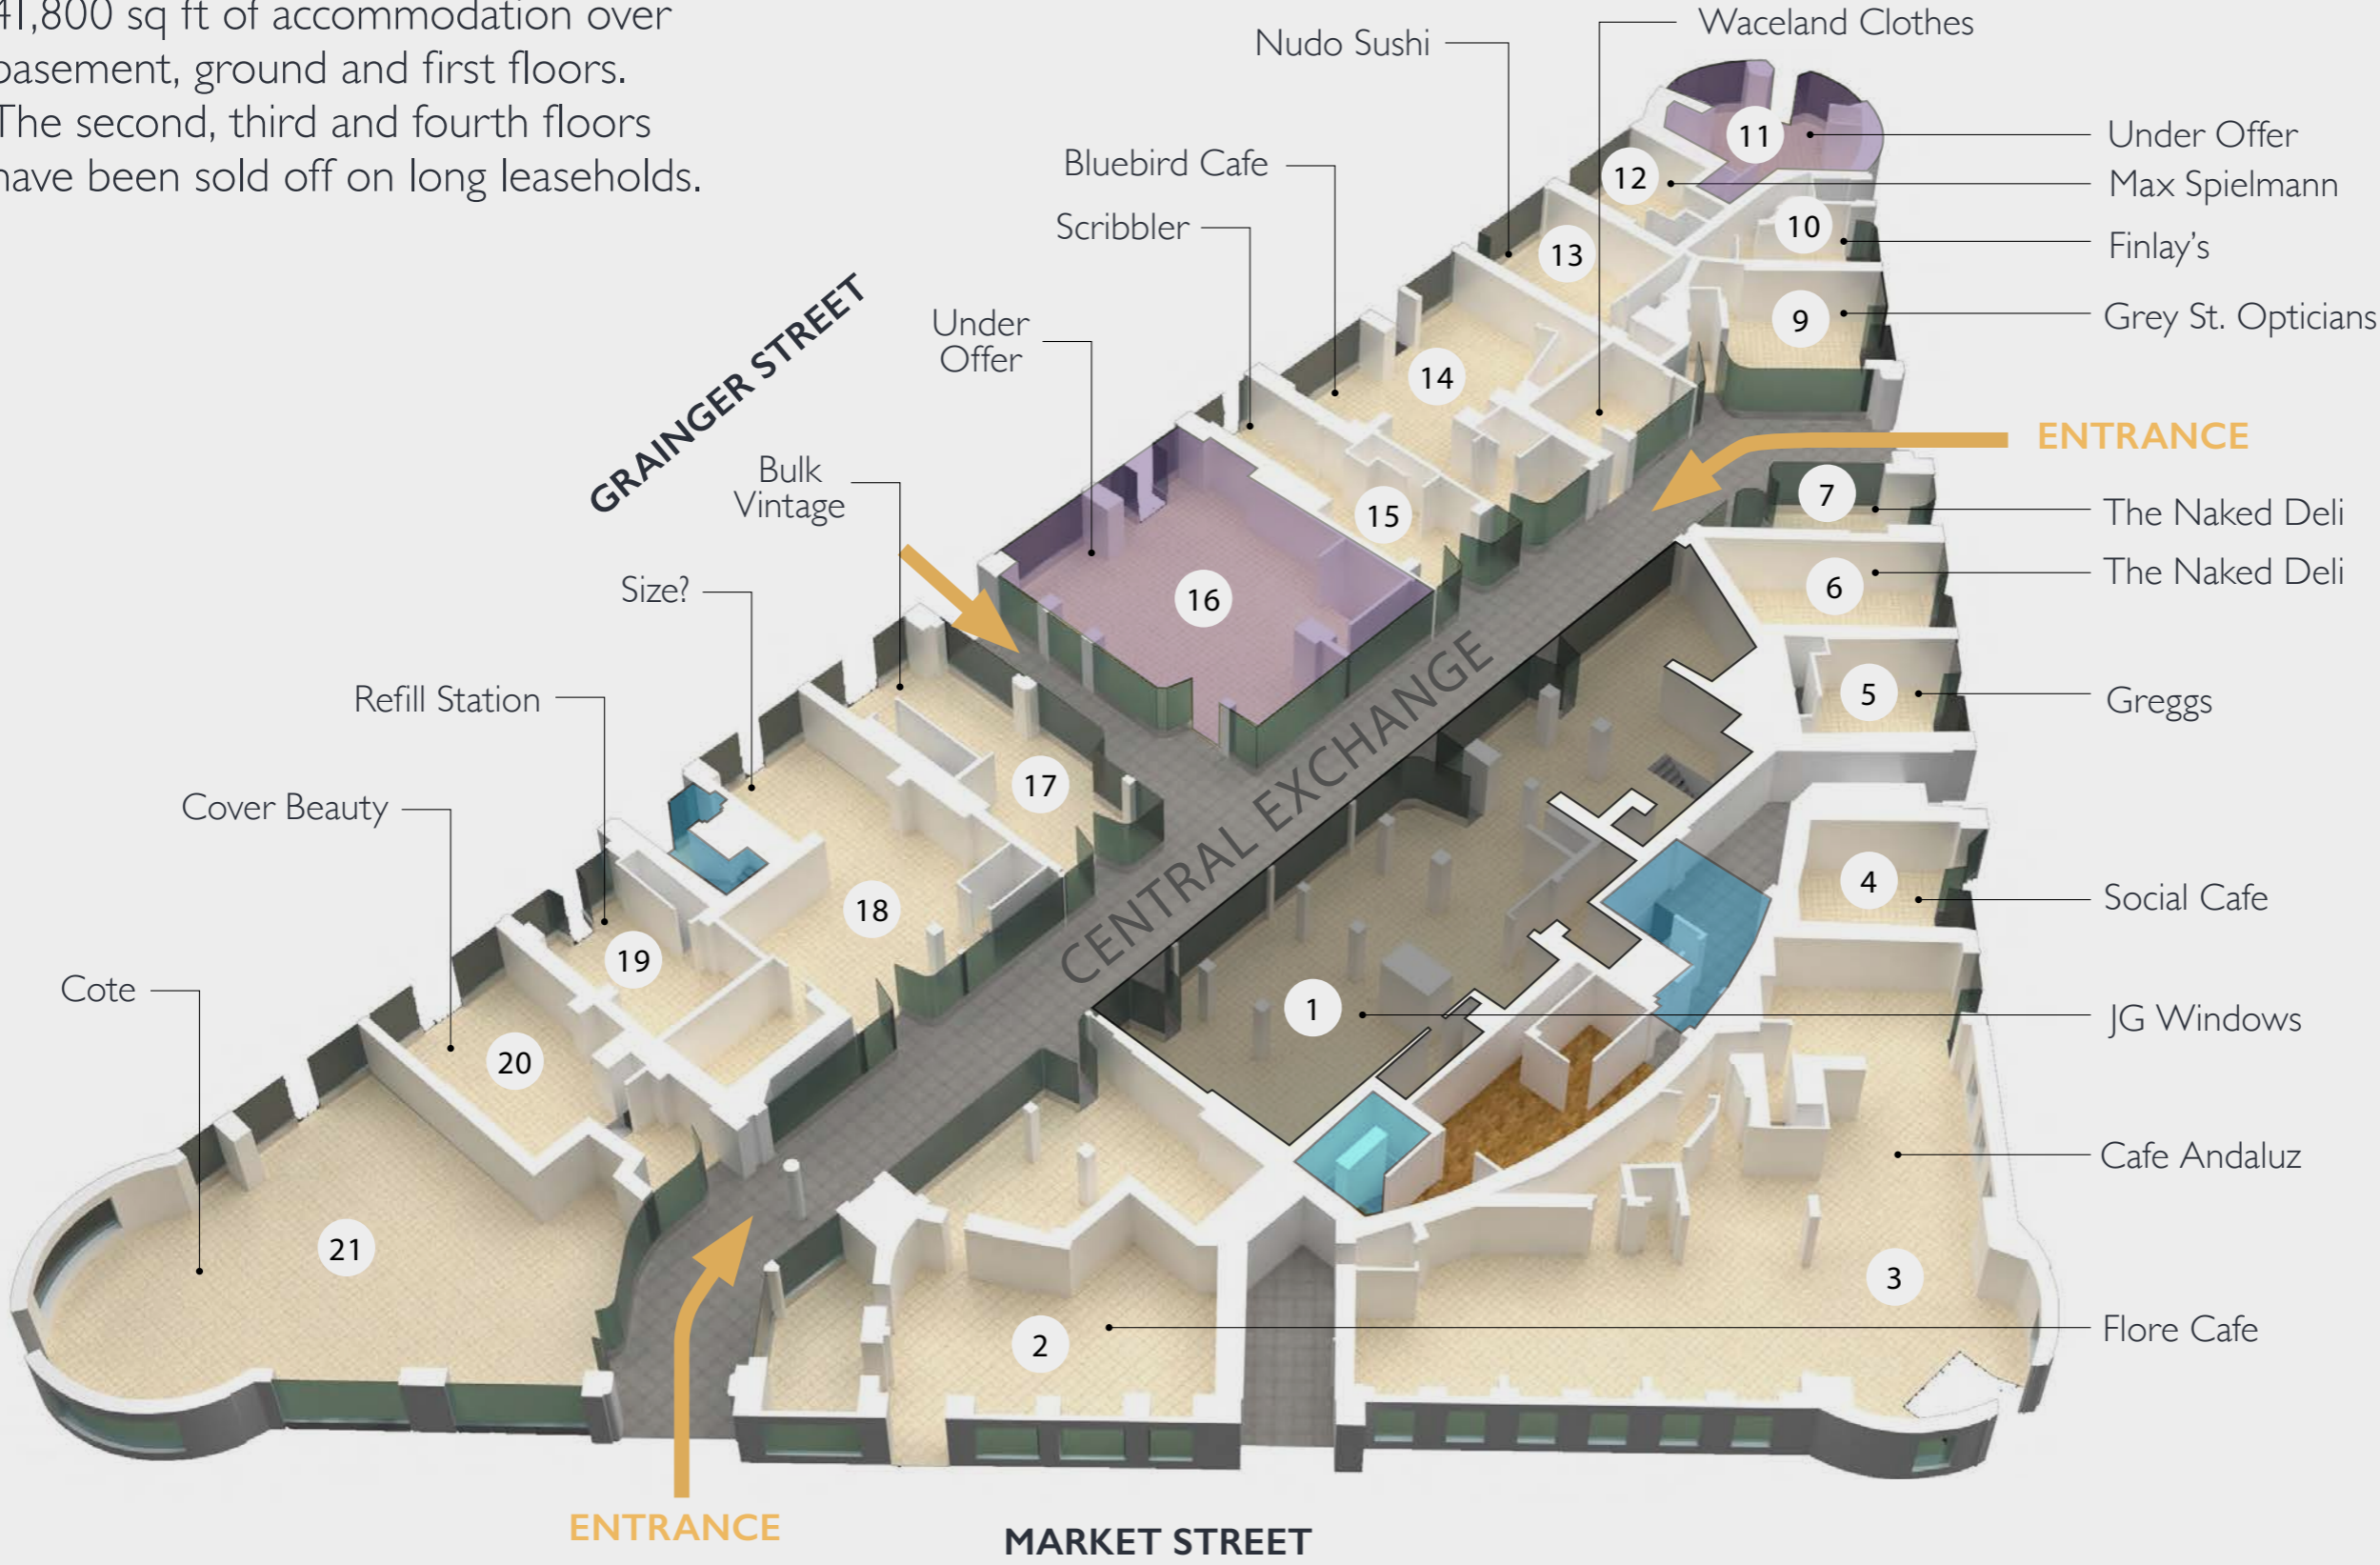 41,800 sq ft of accommodation over
basement, ground and first floors.
The second, third and fourth floors
have been sold off on long leaseholds.
Waceland Clothes
Nudo Sushi
Bluebird Cafe
Scribbler
Under
Offer
GRAINGER STREET
Bulk
Vintage
Size?
Refill Station
Cover Beauty
Cote
11
Under Offer
12
Max Spielmann
10
Finlay's
13
9
Grey St. Opticians
14
ENTRANCE
7
The Naked Deli
15
6
The Naked Deli
16
5
Greggs
CENTRAL EXCHANGE
17
4
Social Cafe
18
19
1
JG Windows
20
Cafe Andaluz
21
3
2
Flore Cafe
ENTRANCE
MARKET STREET